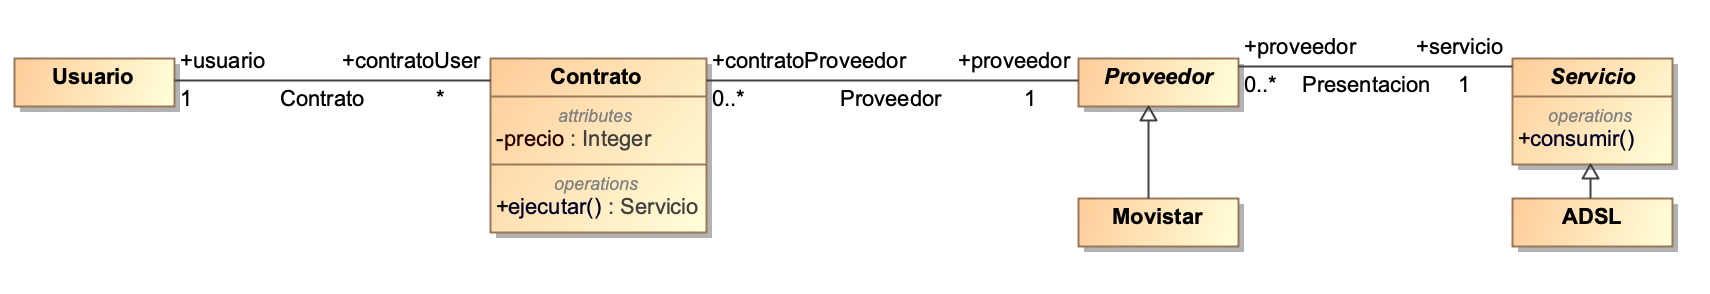 Usuario
+usuario
+contratoUser
1
Contrato
*
Contrato
attributes
-precio : Integer
operations
+ejecutar() : Servicio
+contratoProveedor
+proveedor
0..*
Proveedor
1
Proveedor
Movistar
+proveedor
+servicio
0..*
Presentacion
1
Servicio
operations
+consumir()
ADSL